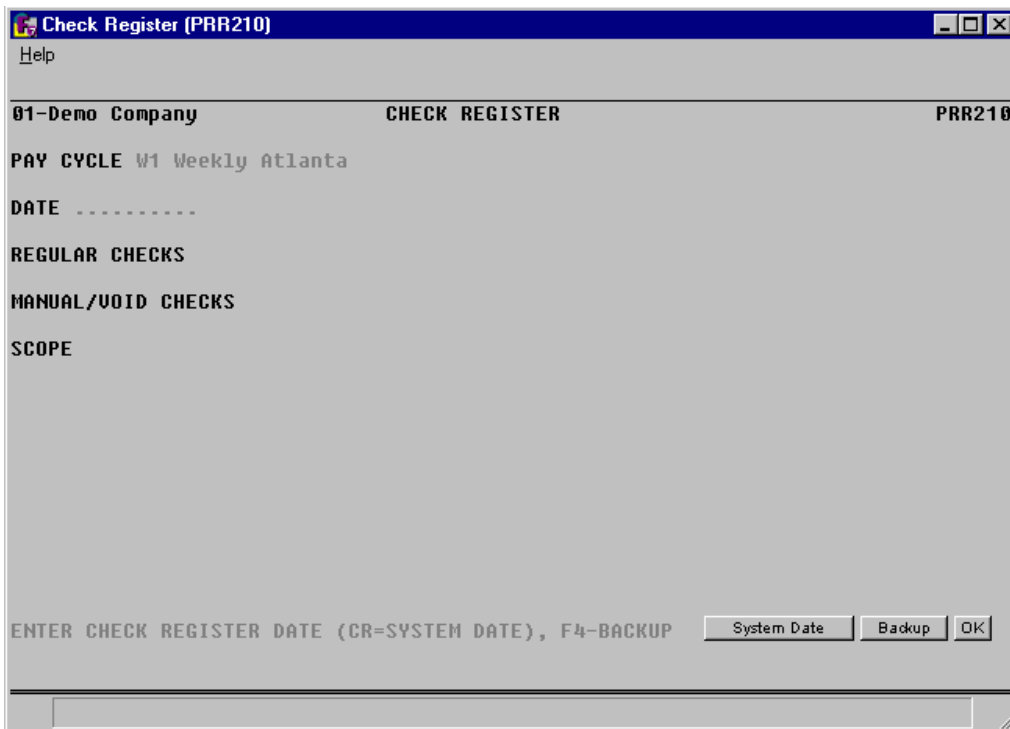 Check Register (PRR210)
Help
01-Demo Company CHECK REGISTER PRR210
PAY CYCLE W1 Weekly Atlanta
DATE ..........
REGULAR CHECKS
MANUAL/VOID CHECKS
SCOPE
ENTER CHECK REGISTER DATE (CR=SYSTEM DATE), F4-BACKUP System Date Backup OK